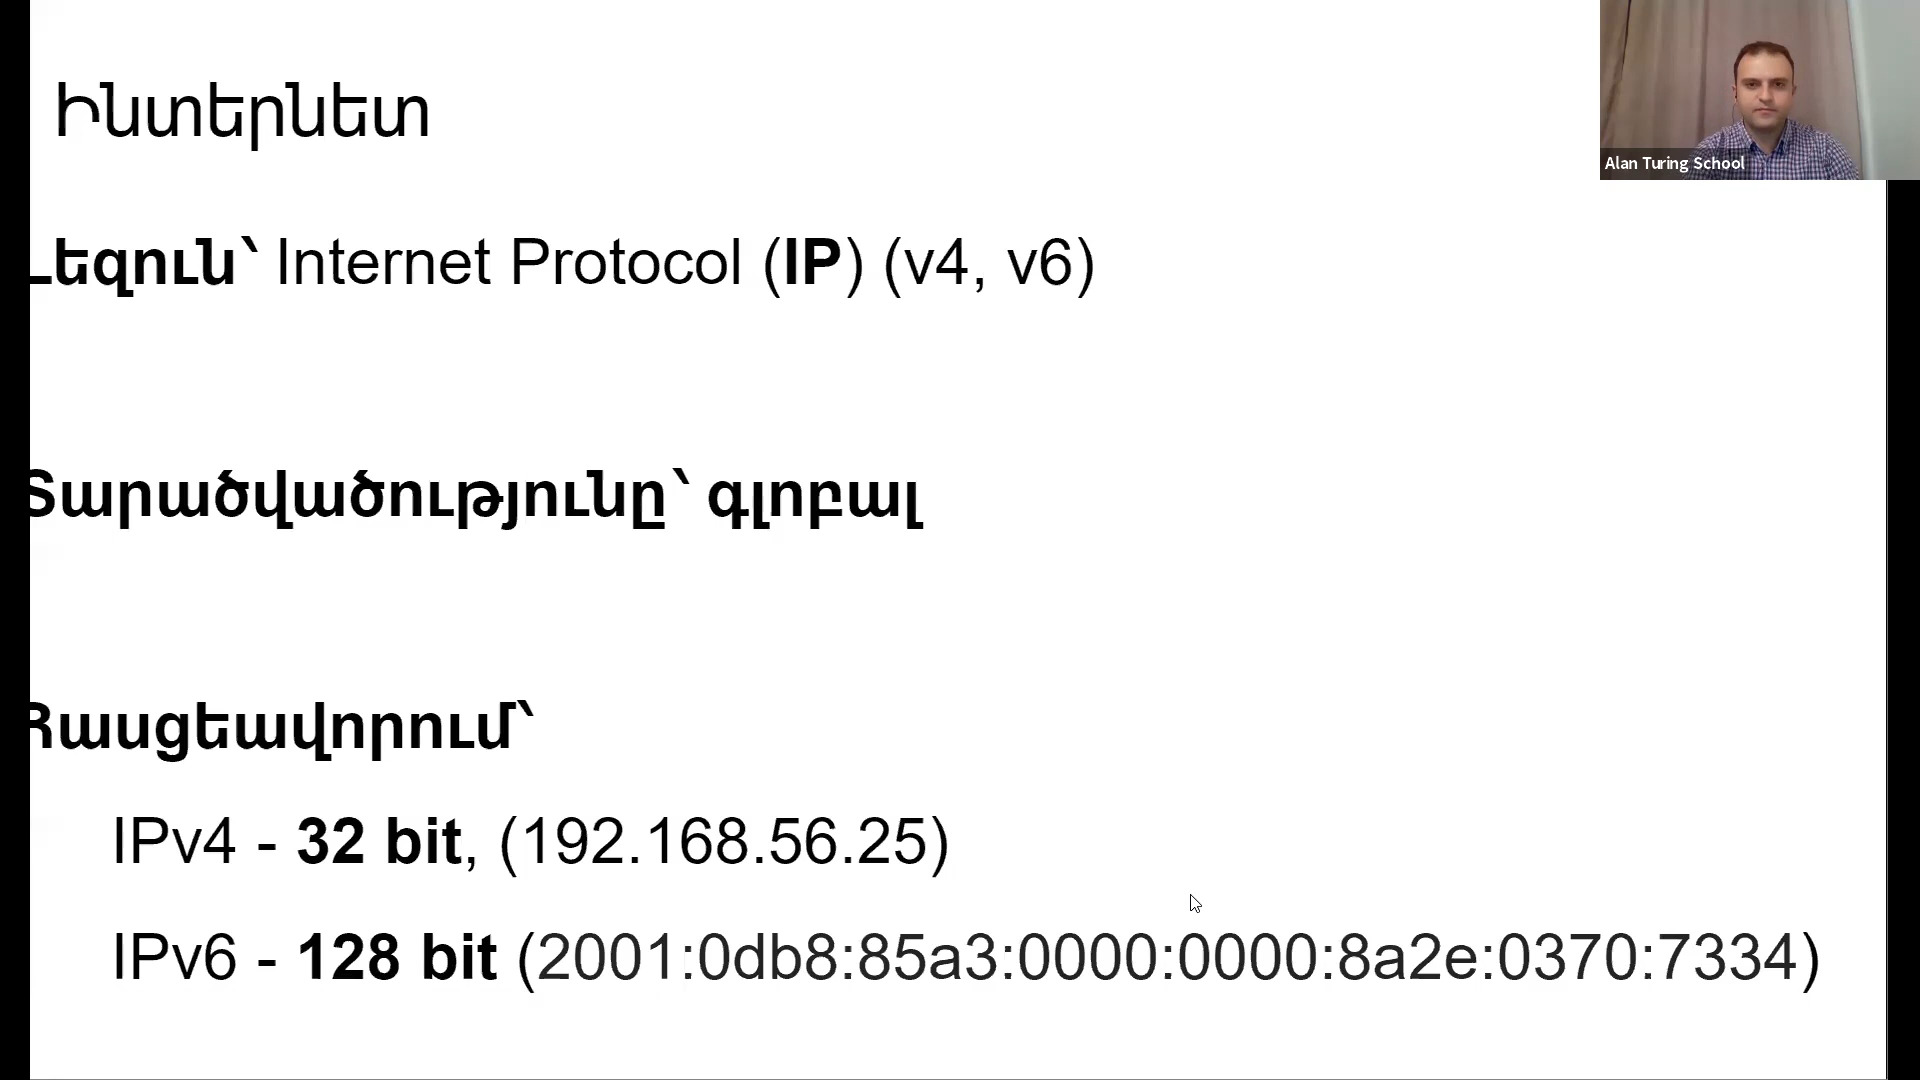 Ինտերնետ
Alan Turing School
Լեզուն՝ Internet Protocol (IP) (v4, v6)
Տարածվածությունը՝ գլոբալ
Հասցեավորում՝
IPv4 - 32 bit, (192.168.56.25)
IPv6 - 128 bit (2001:0db8:85a3:0000:0000:8a2e:0370:7334)